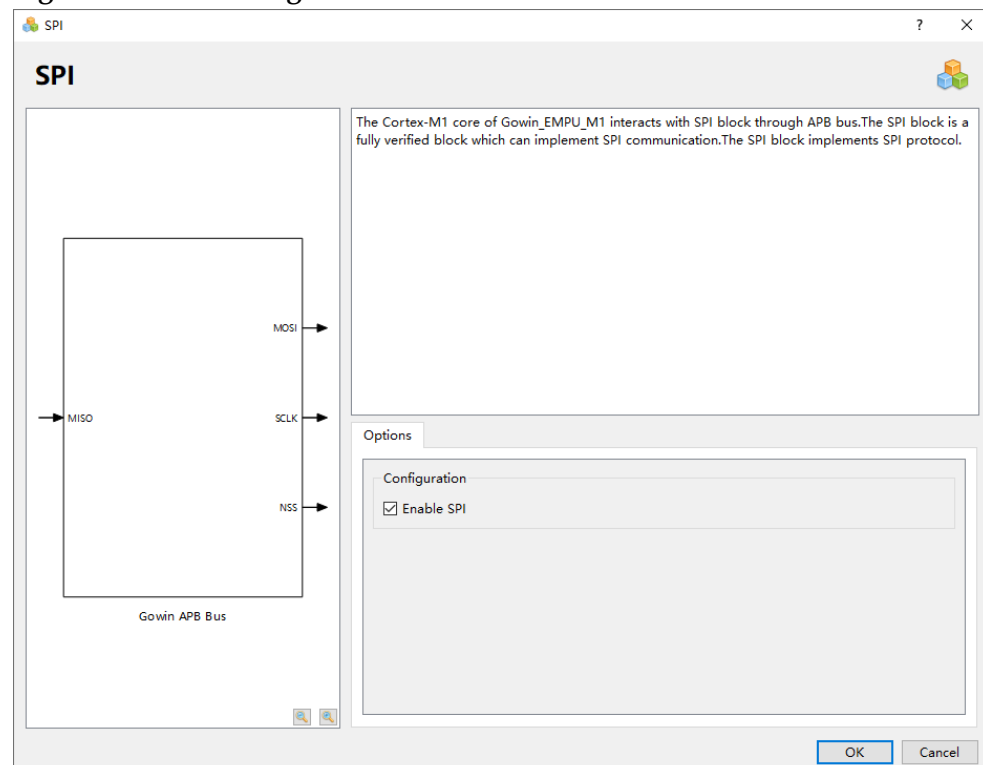 SPI
?
SPI
The Cortex-M1 core of Gowin_EMPU_M1 interacts with SPI block through APB bus.The SPI block is a
fully verified block which can implement SPI communication.The SPI block implements SPI protocol.
MOSI
MISO
SCLK
NSS
Gowin APB Bus
Options
Configuration
Enable SPI
OK
Cancel